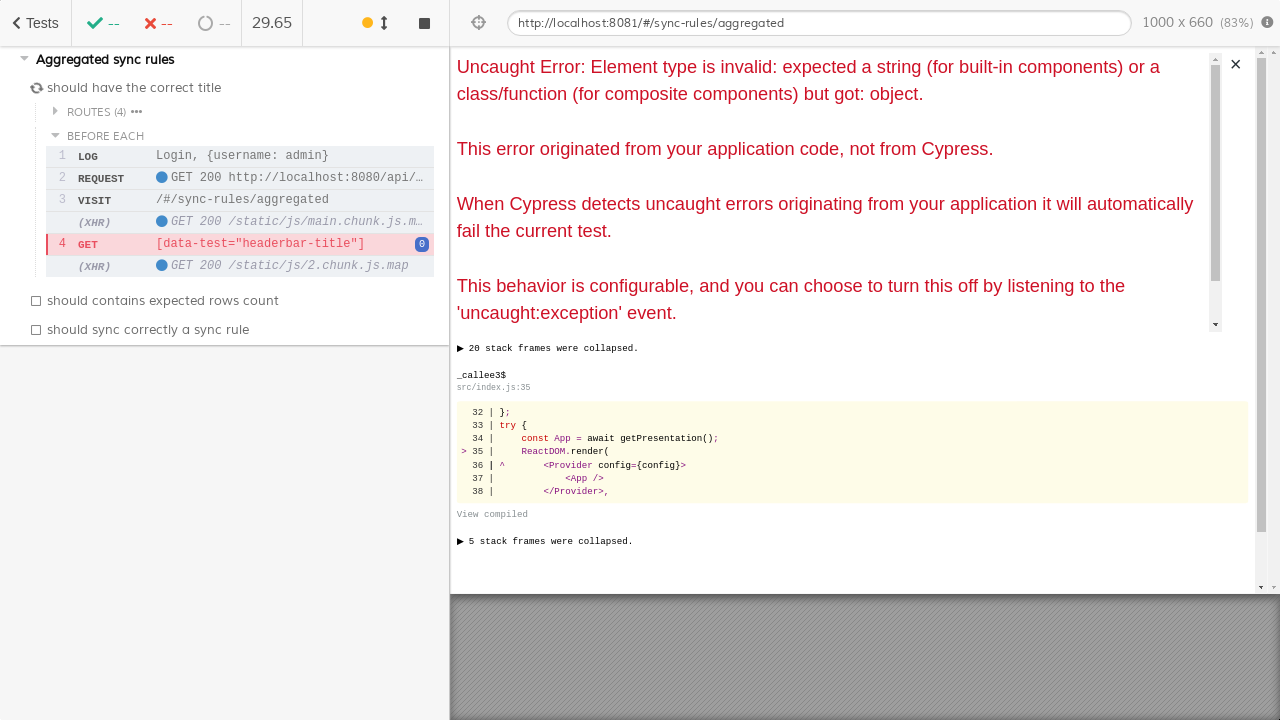 Tests
--
--
--
29.65
http://localhost:8081/#/sync-rules/aggregated
1000 x 660 (83%)
Aggregated sync rules
should have the correct title
ROUTES (4)
BEFORE EACH
1 LOG Login, {username: admin}
2 REQUEST GET 200 http://localhost:8080/api/…
3 VISIT /#/sync-rules/aggregated
(XHR) GET 200 /static/js/main.chunk.js.m…
4 GET [data-test="headerbar-title"] 0
(XHR) GET 200 /static/js/2.chunk.js.map
should contains expected rows count
should sync correctly a sync rule
Uncaught Error: Element type is invalid: expected a string (for built-in components) or a
class/function (for composite components) but got: object.
This error originated from your application code, not from Cypress.
When Cypress detects uncaught errors originating from your application it will automatically
fail the current test.
This behavior is configurable, and you can choose to turn this off by listening to the
'uncaught:exception' event.
▶ 20 stack frames were collapsed.
_callee3$
src/index.js:35
32 | };
33 | try {
34 |     const App = await getPresentation();
> 35 |     ReactDOM.render(
36 | ^       <Provider config={config}>
37 |             <App />
38 |         </Provider>,
View compiled
▶ 5 stack frames were collapsed.